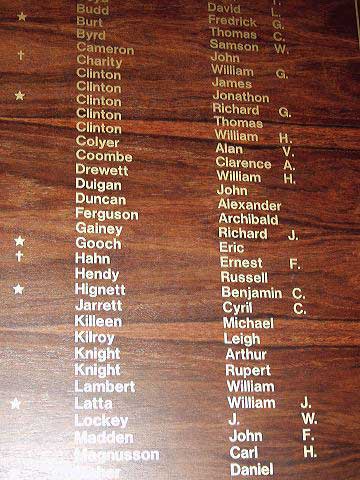 Budd David L.
Burt Fredrick G.
Byrd Thomas C.
Cameron Samson W.
Charity John
Clinton William G.
Clinton James
Clinton Jonathon
Clinton Richard G.
Clinton Thomas
Colyer William H.
Coombe Alan V.
Drewett Clarence A.
Duigan William H.
Duncan John
Ferguson Alexander
Gainey Archibald
Gooch Richard J.
Hahn Eric
Hendy Ernest F.
Hignett Russell
Jarrett Benjamin C.
Killeen Cyril C.
Kilroy Michael
Knight Leigh
Knight Arthur
Lambert Rupert
Latta William
Lockey William J.
Madden J. W.
Magnusson John F.
Carl H.
Daniel